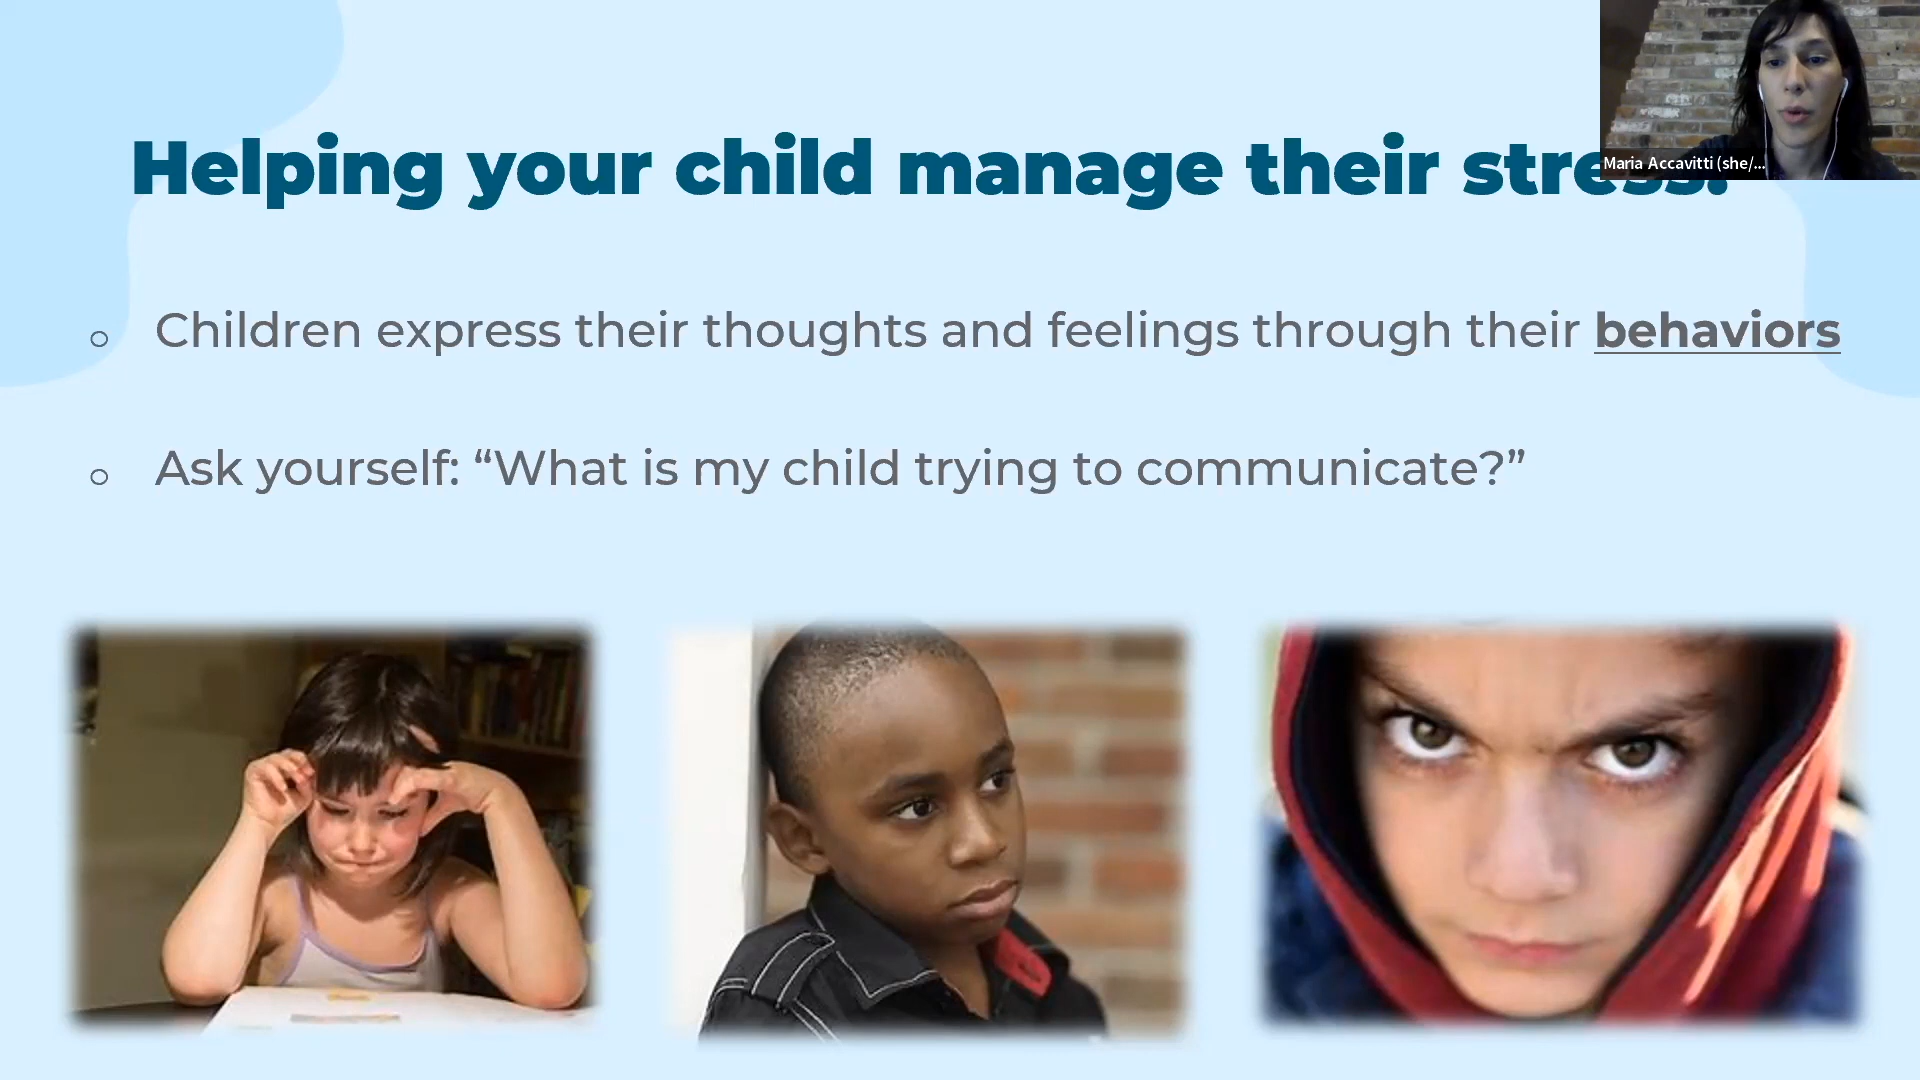 Helping your child manage their stress.
Maria Accavitti (she/...
Children express their thoughts and feelings through their behaviors
Ask yourself: “What is my child trying to communicate?”